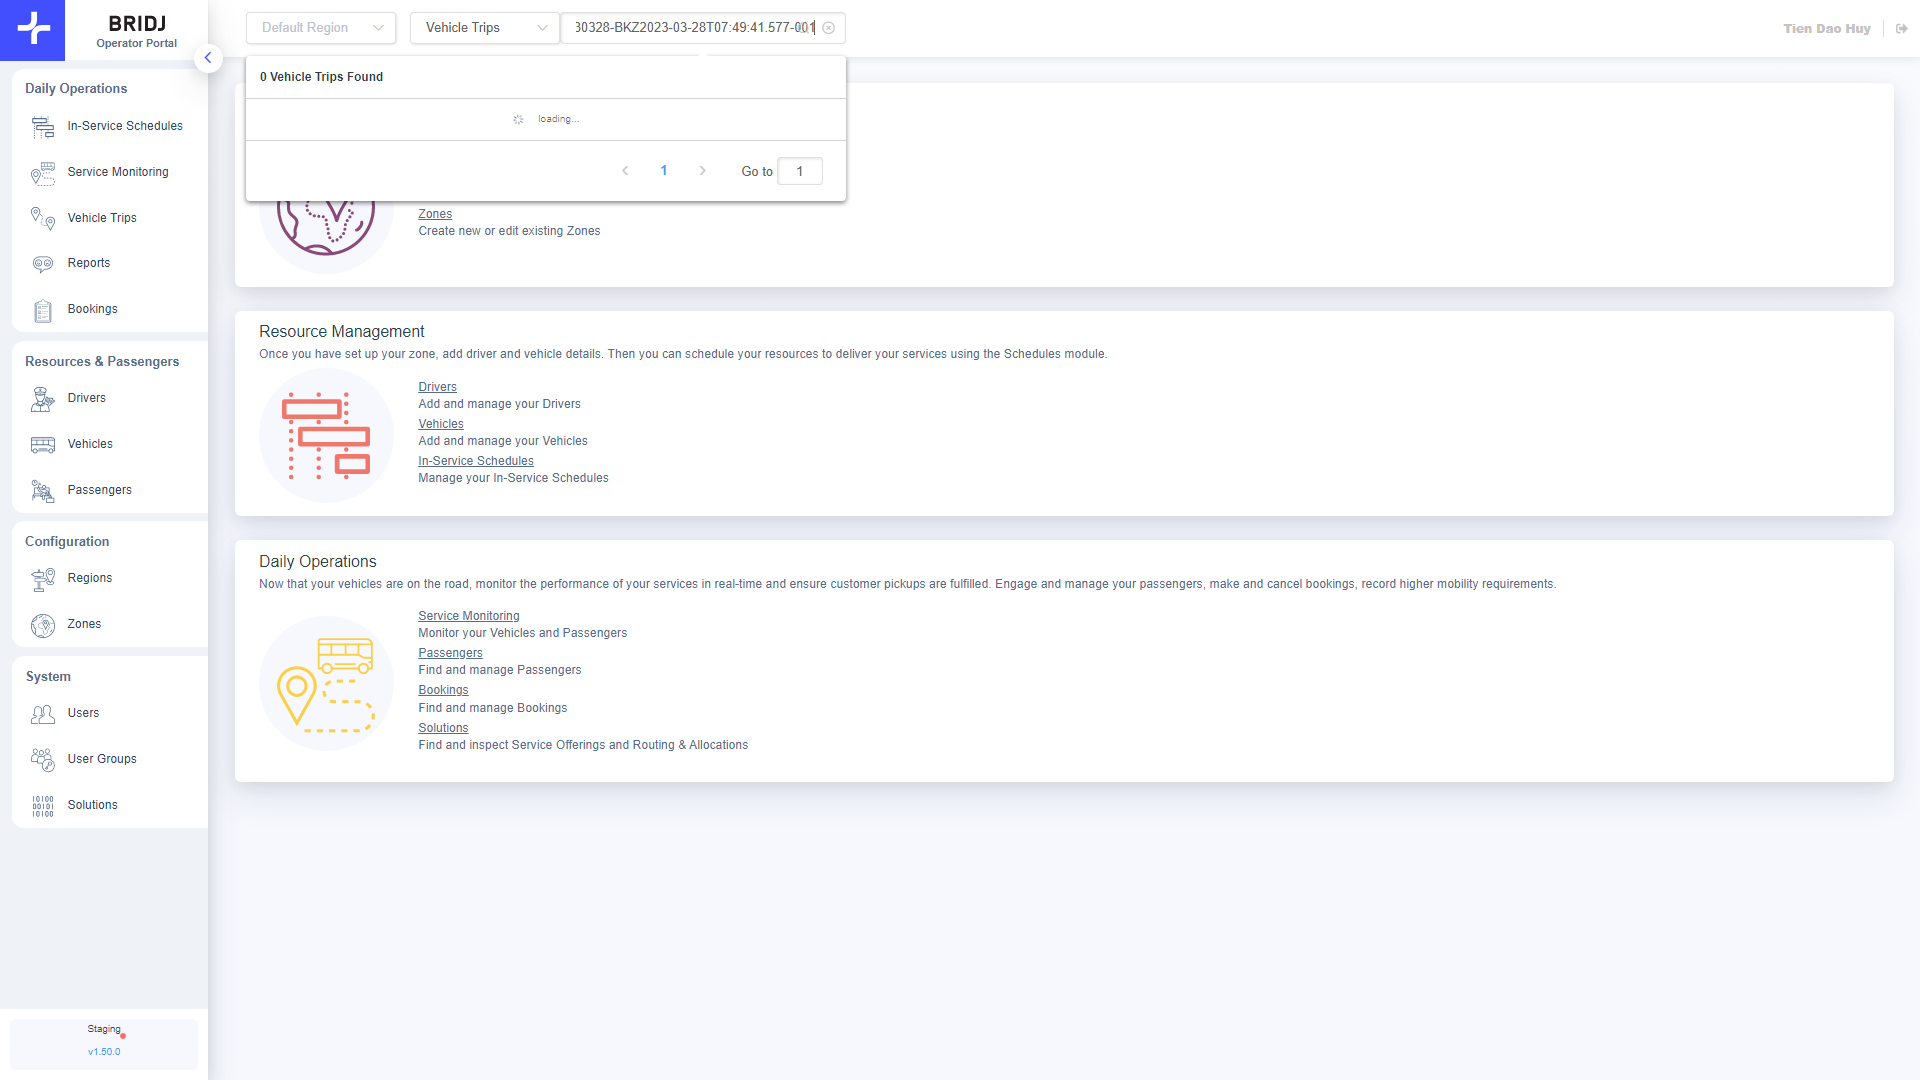 BRIDJ
Operator Portal
Default Region
Vehicle Trips
30328-BKZ2023-03-28T07:49:41.577-001
Tien Dao Huy
0 Vehicle Trips Found
loading...
1
Go to
1
Daily Operations
In-Service Schedules
Service Monitoring
Vehicle Trips
Reports
Bookings
Resources & Passengers
Drivers
Vehicles
Passengers
Configuration
Regions
Zones
System
Users
User Groups
Solutions
Staging
v1.50.0
Zones
Create new or edit existing Zones
Resource Management
Once you have set up your zone, add driver and vehicle details. Then you can schedule your resources to deliver your services using the Schedules module.
Drivers
Add and manage your Drivers
Vehicles
Add and manage your Vehicles
In-Service Schedules
Manage your In-Service Schedules
Daily Operations
Now that your vehicles are on the road, monitor the performance of your services in real-time and ensure customer pickups are fulfilled. Engage and manage your passengers, make and cancel bookings, record higher mobility requirements.
Service Monitoring
Monitor your Vehicles and Passengers
Passengers
Find and manage Passengers
Bookings
Find and manage Bookings
Solutions
Find and inspect Service Offerings and Routing & Allocations